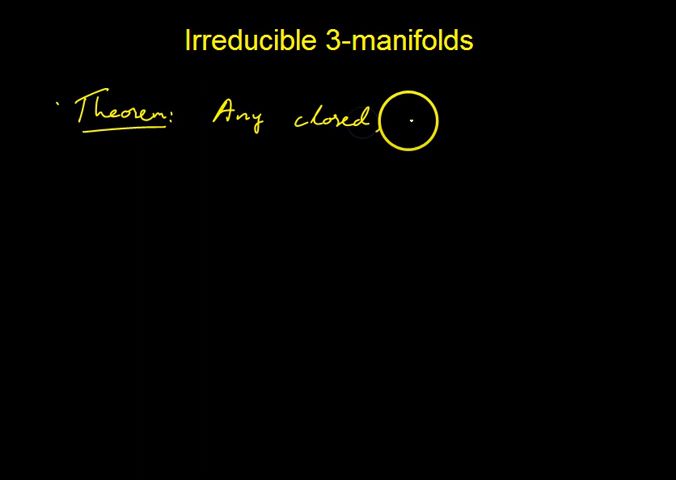 Irreducible 3-manifolds
· Theorem: Any closed,